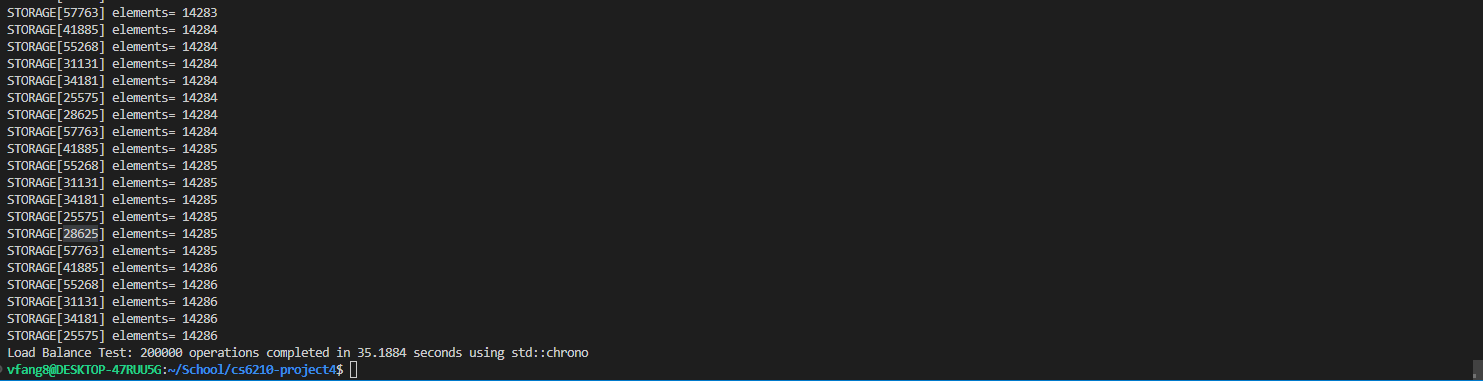 STORAGE[57763] elements= 14283
STORAGE[41885] elements= 14284
STORAGE[55268] elements= 14284
STORAGE[31131] elements= 14284
STORAGE[34181] elements= 14284
STORAGE[25575] elements= 14284
STORAGE[28625] elements= 14284
STORAGE[57763] elements= 14284
STORAGE[41885] elements= 14285
STORAGE[55268] elements= 14285
STORAGE[31131] elements= 14285
STORAGE[34181] elements= 14285
STORAGE[25575] elements= 14285
STORAGE[28625] elements= 14285
STORAGE[57763] elements= 14285
STORAGE[41885] elements= 14286
STORAGE[55268] elements= 14286
STORAGE[31131] elements= 14286
STORAGE[34181] elements= 14286
STORAGE[25575] elements= 14286
Load Balance Test: 200000 operations completed in 35.1884 seconds using std::chrono
vfang8@DESKTOP-47RUU5G:~/School/cs6210-project4$